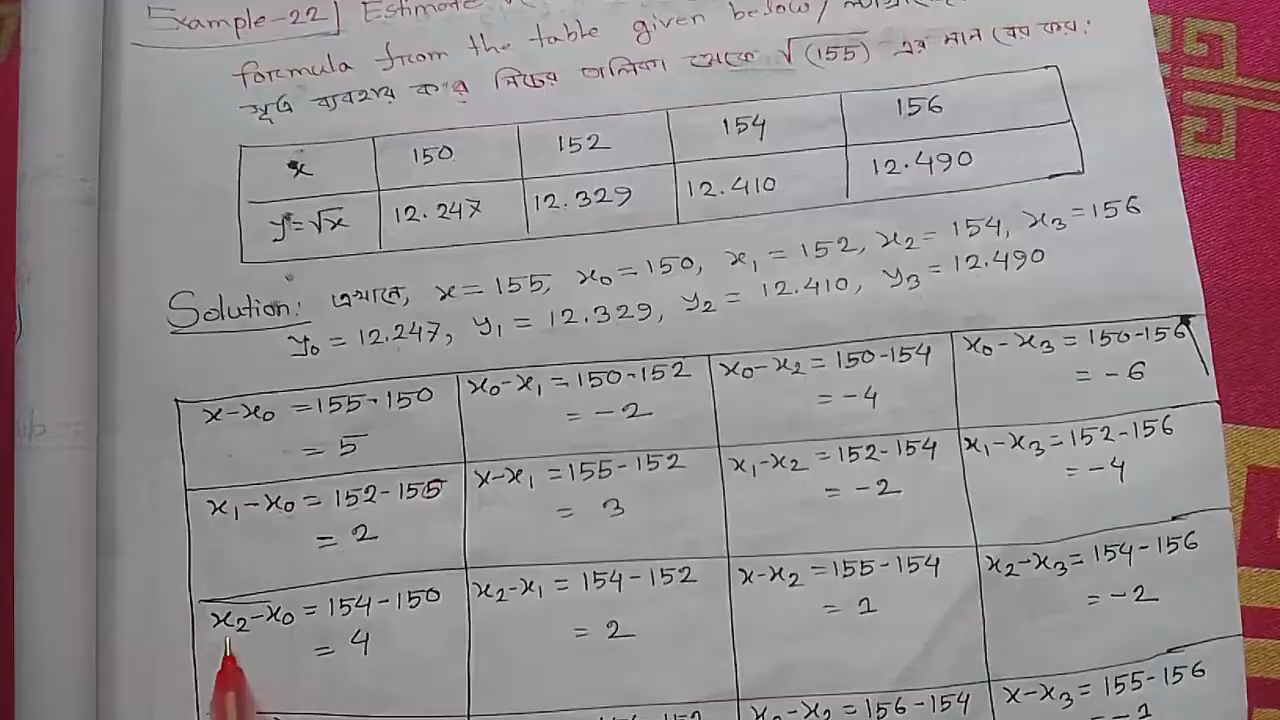 Example-22] Estimate
formula from the table given below/
সূত্র ব্যবহার করে নিচের তালিকা থেকে √(155) এর মান বের কর:
x 150 152 154 156
y=√x 12.247 12.329 12.410 12.490
Solution: এখানে, x=155, x₀=150, x₁=152, x₂=154, x₃=156
y₀=12.247, y₁=12.329, y₂=12.410, y₃=12.490
x-x₀=155-150 x₀-x₁=150-152 x₀-x₂=150-154 x₀-x₃=150-156
=5 =-2 =-4 =-6
x₁-x₀=152-155 x-x₁=155-152 x₁-x₂=152-154 x₁-x₃=152-156
=2 =3 =-2 =-4
x₂-x₀=154-150 x₂-x₁=154-152 x-x₂=155-154 x₂-x₃=154-156
=4 =2 =1 =-2
=156-154 x-x₃=155-156